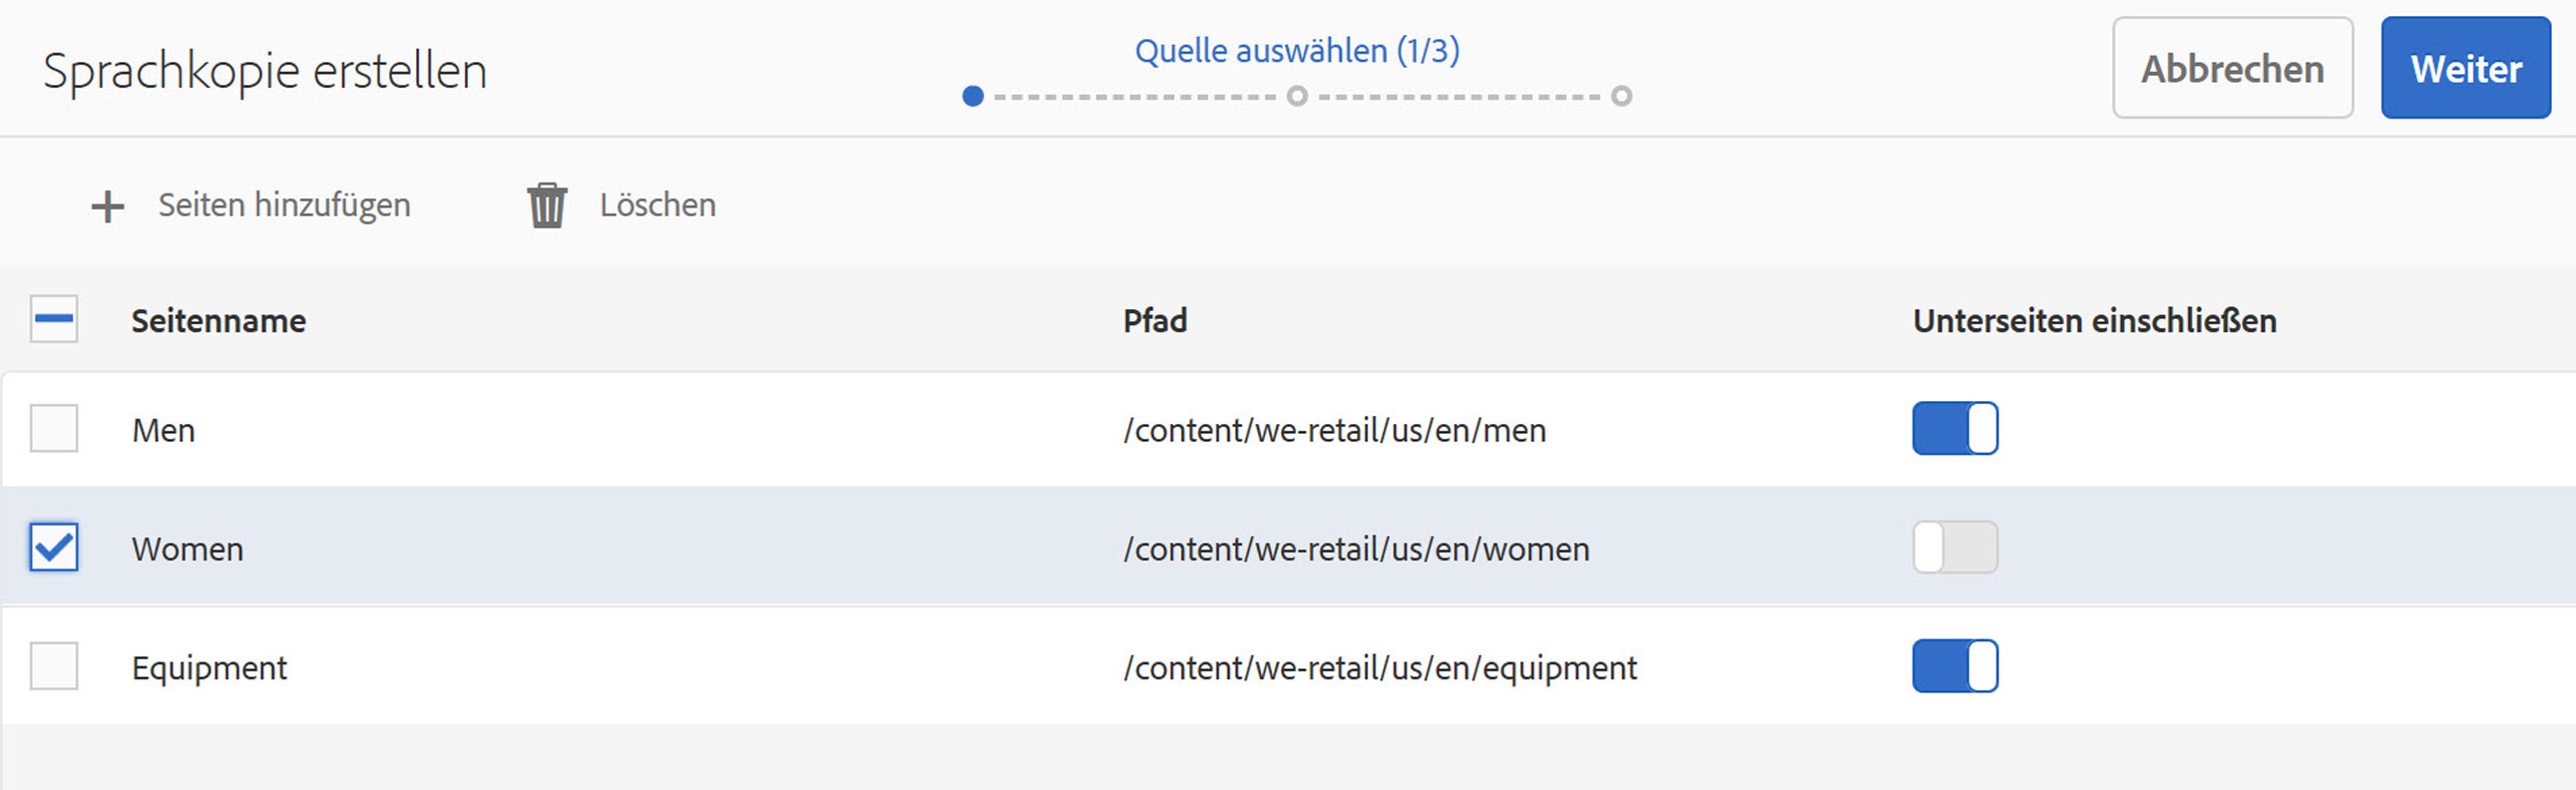 Sprachkopie erstellen
Quelle auswählen (1/3)
Abbrechen
Weiter
Seiten hinzufügen
Löschen
Seitenname Pfad Unterseiten einschließen
Men /content/we-retail/us/en/men
Women /content/we-retail/us/en/women
Equipment /content/we-retail/us/en/equipment